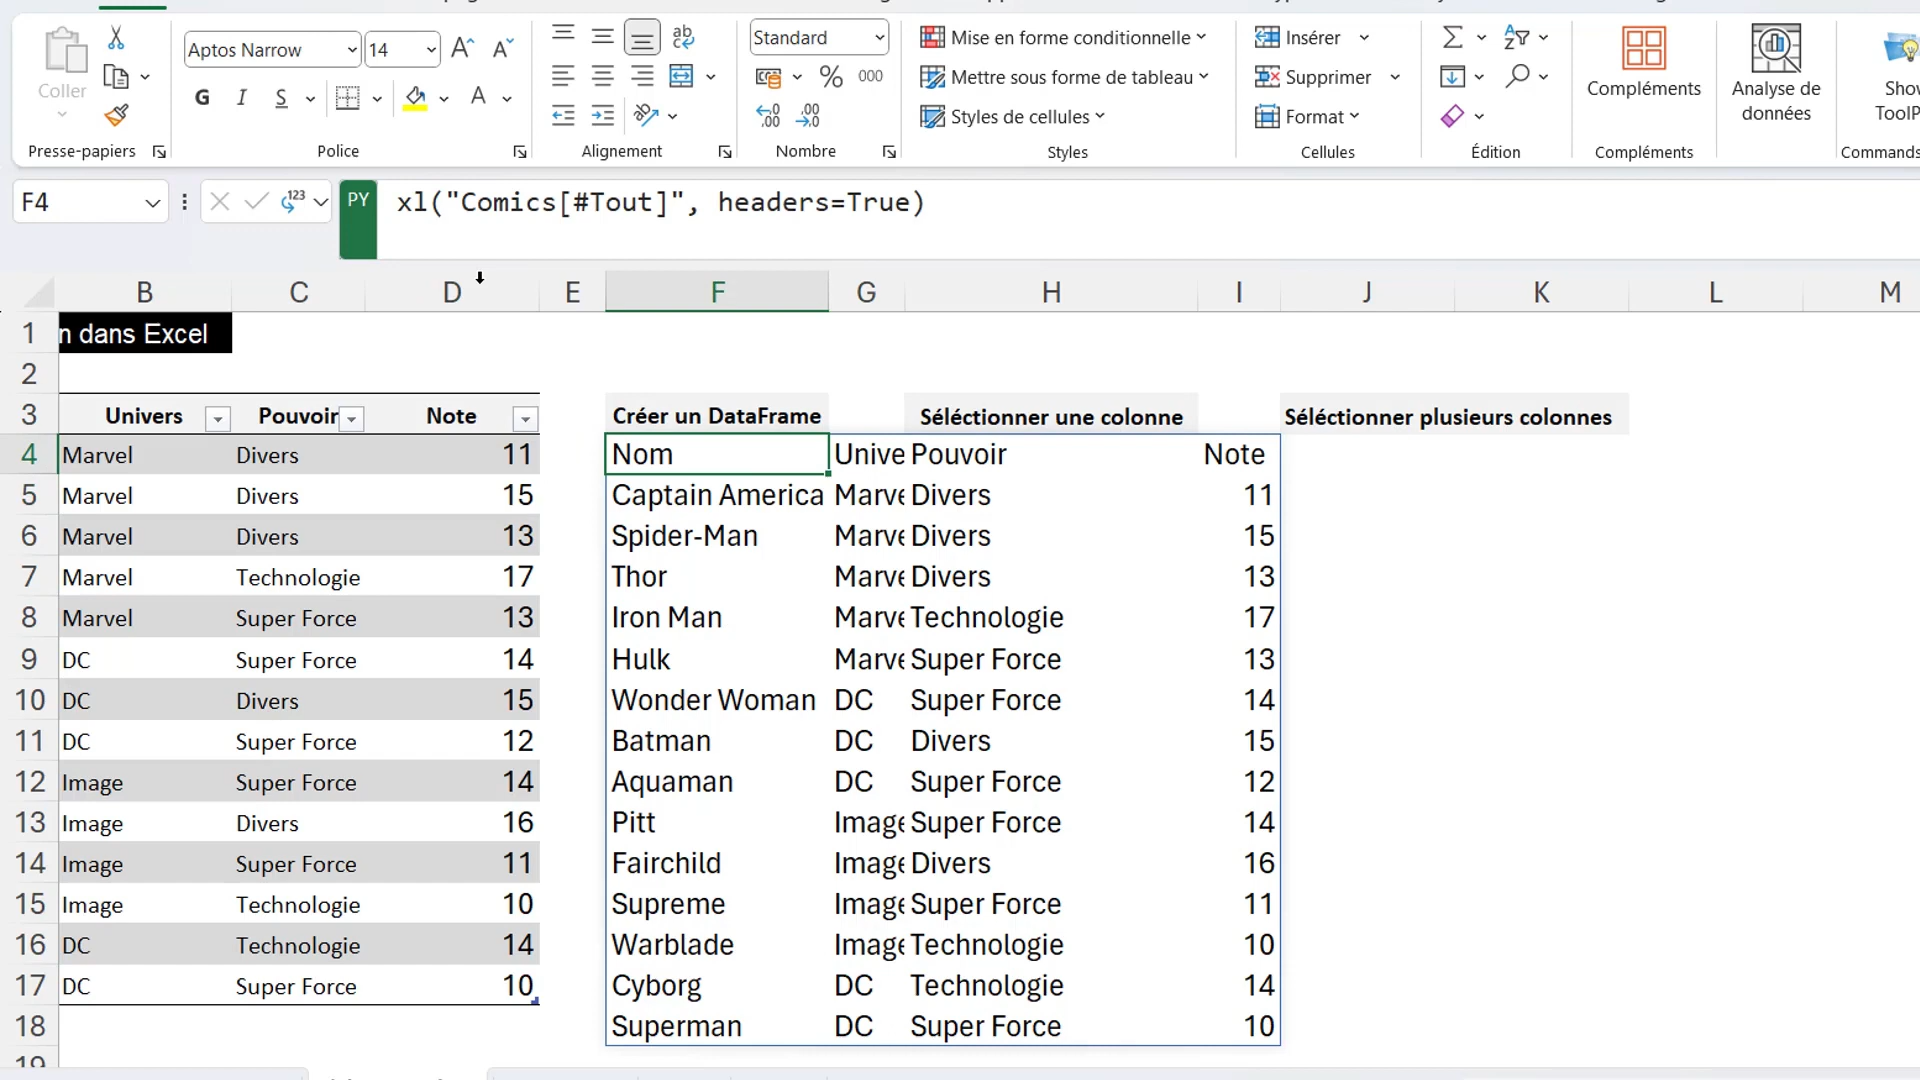 Coller
Presse-papiers
Aptos Narrow
14
G I S
Police
ab
Alignement
Standard
% 000
,00
,00
Nombre
Mise en forme conditionnelle
Mettre sous forme de tableau
Styles de cellules
Styles
Insérer
Supprimer
Format
Cellules
Édition
Compléments
Compléments
Analyse de
données
Commands
F4
123
PY
xl("Comics[#Tout]", headers=True)
B C D E F G H I J K L M
1 n dans Excel
2
3 Univers Pouvoir Note Créer un DataFrame Séléctionner une colonne Séléctionner plusieurs colonnes
4 Marvel Divers 11 Nom Unive Pouvoir Note
5 Marvel Divers 15 Captain America Marve Divers 11
6 Marvel Divers 13 Spider-Man Marve Divers 15
7 Marvel Technologie 17 Thor Marve Divers 13
8 Marvel Super Force 13 Iron Man Marve Technologie 17
9 DC Super Force 14 Hulk Marve Super Force 13
10 DC Divers 15 Wonder Woman DC Super Force 14
11 DC Super Force 12 Batman DC Divers 15
12 Image Super Force 14 Aquaman DC Super Force 12
13 Image Divers 16 Pitt Image Super Force 14
14 Image Super Force 11 Fairchild Image Divers 16
15 Image Technologie 10 Supreme Image Super Force 11
16 DC Technologie 14 Warblade Image Technologie 10
17 DC Super Force 10 Cyborg DC Technologie 14
18 Superman DC Super Force 10